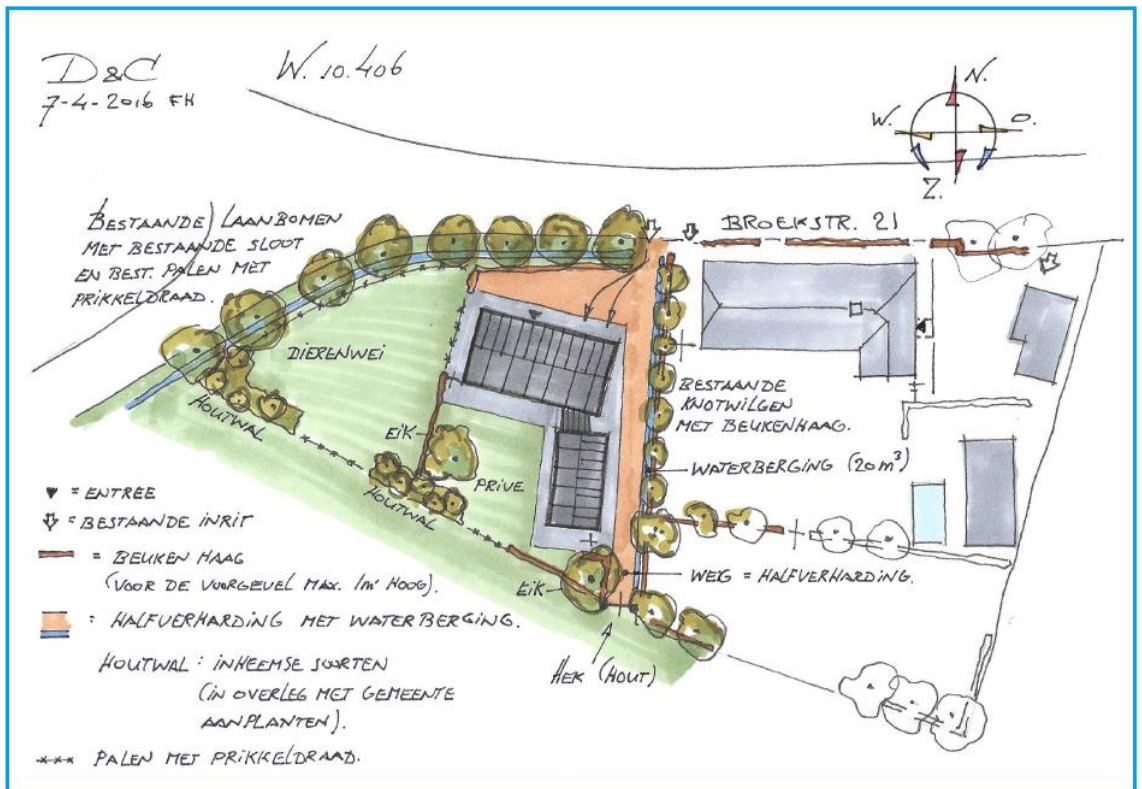 D&C
7-4-2016 FH
W.10.406
N.
W.
O.
Z.
BESTAANDE LAANBOMEN
MET BESTAANDE SLOOT
EN BEST. PALEN MET
PRIKKELDRAAD.
BROEKSTR. 21
DIERENWEI
HOUTWAL
EIK
PRIVE
HOUTWAL
BESTAANDE
KNOTWILGEN
MET BEUKENHAAG.
WATERBERGING (20m³)
WEG = HALFVERHARDING.
EIK
HEK (HOUT)
= ENTREE
= BESTAANDE INRIT
= BEUKEN HAAG
(VOOR DE VOORGEVEL MAX. 1m' HOOG).
= HALFVERHARDING MET WATERBERGING.
HOUTWAL : INHEEMSE SOORTEN
(IN OVERLEG MET GEMEENTE
AANPLANTEN).
PALEN MET PRIKKELDRAAD.